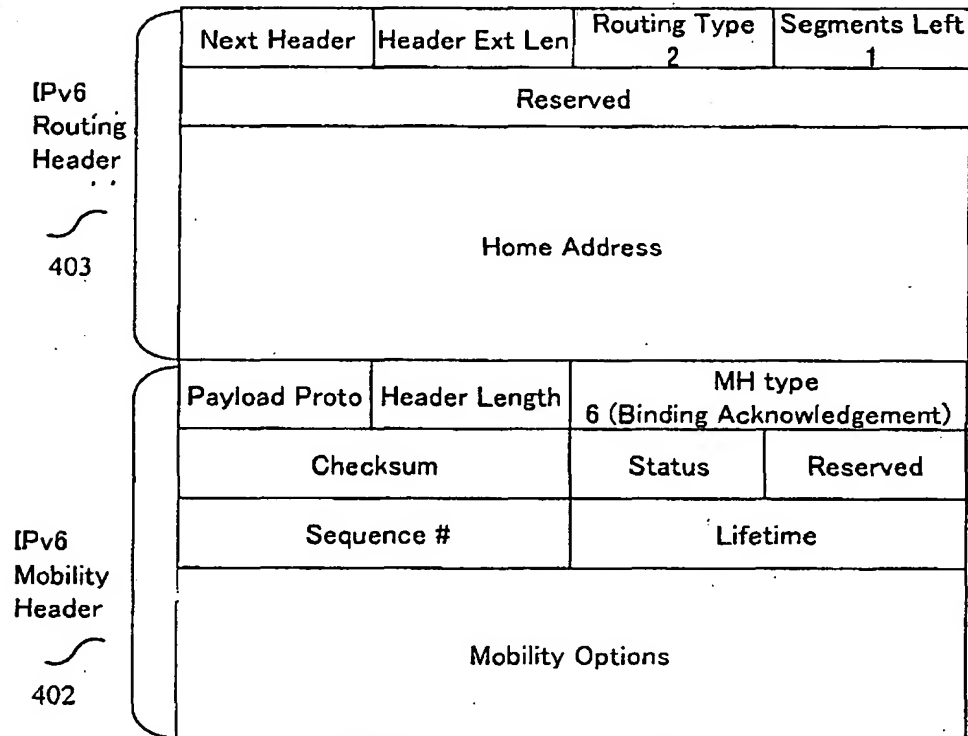 Next Header
Header Ext Len
Routing Type
2
Segments Left
1
IPv6
Routing
Header
403
Reserved
Home Address
Payload Proto
Header Length
MH type
6 (Binding Acknowledgement)
Checksum
Status
Reserved
Sequence #
Lifetime
IPv6
Mobility
Header
402
Mobility Options